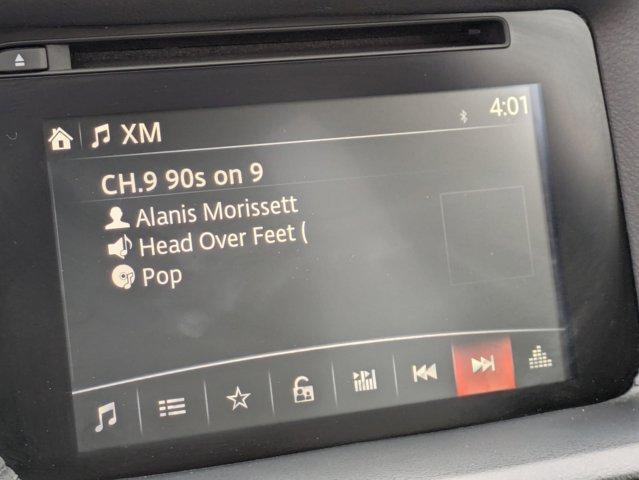 XM
4:01
CH.9 90s on 9
Alanis Morissett
Head Over Feet (
Pop